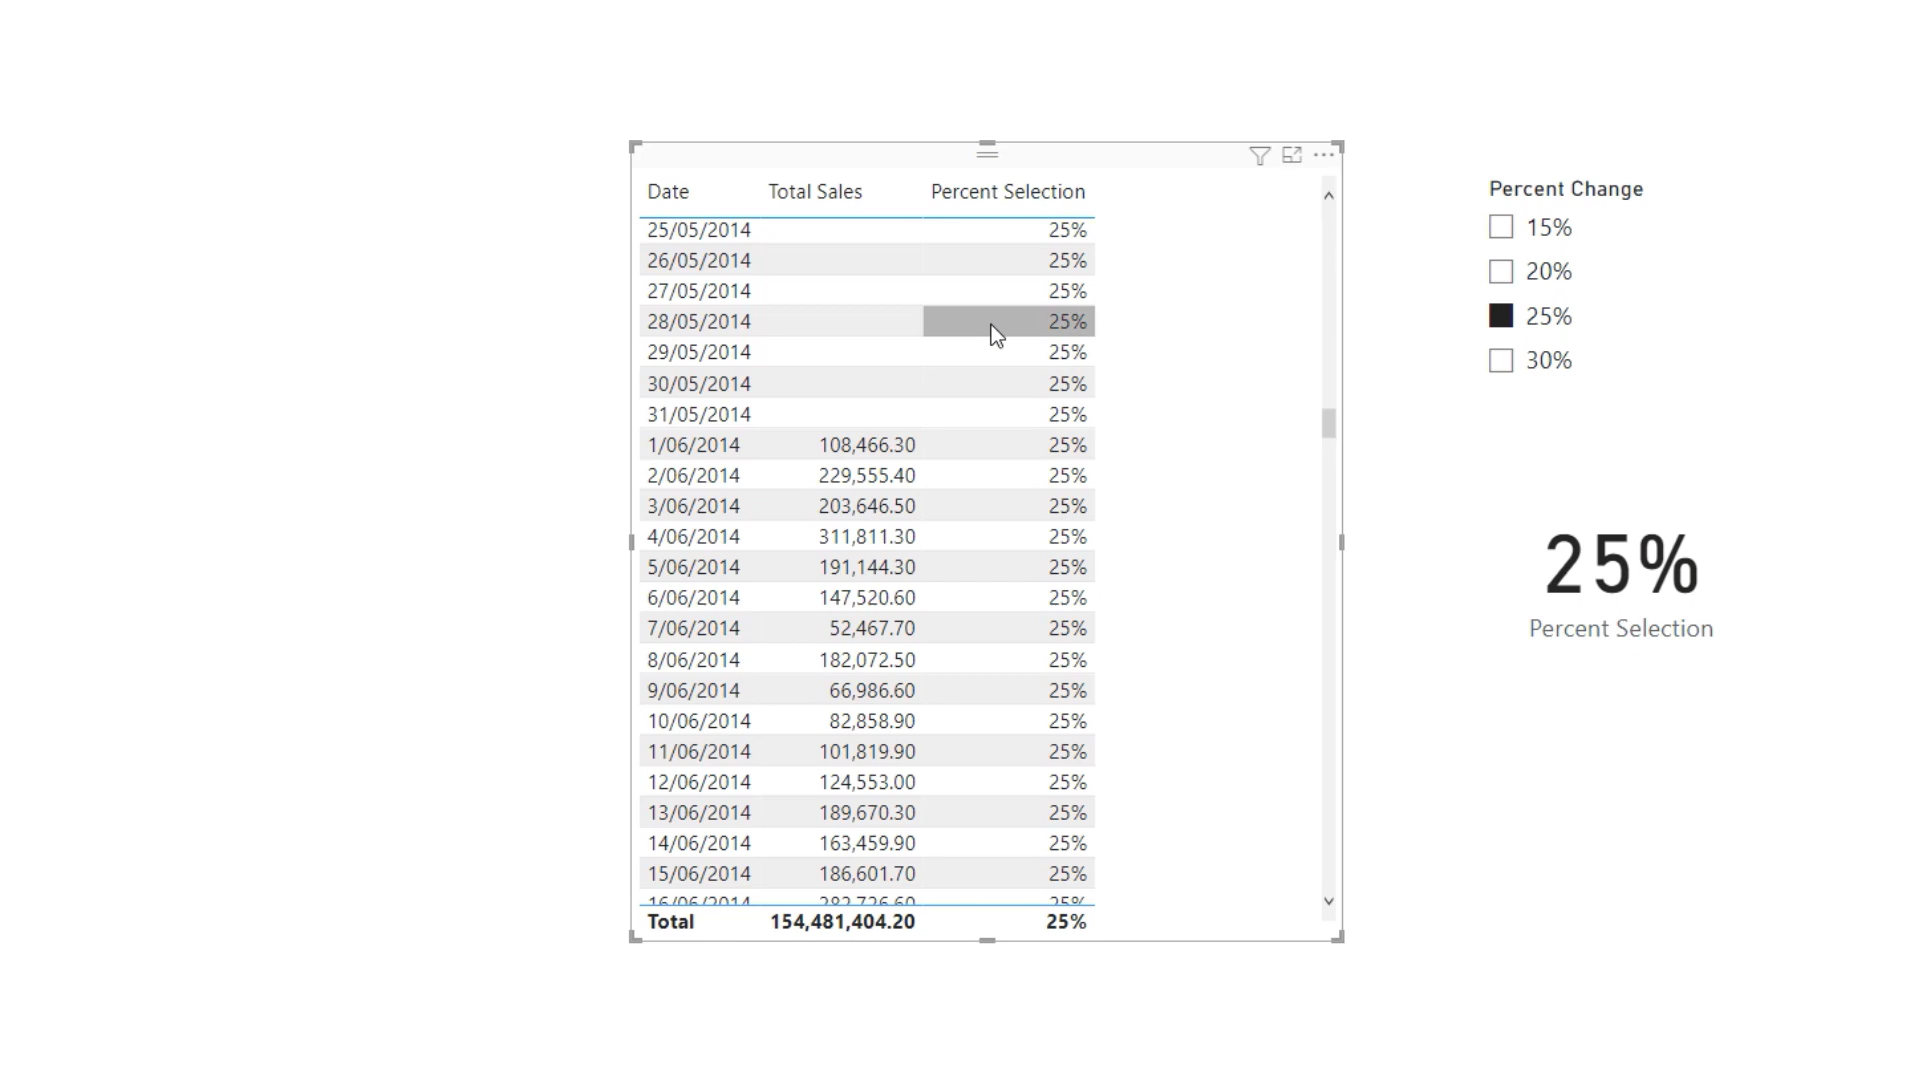 Date Total Sales Percent Selection
25/05/2014 25%
26/05/2014 25%
27/05/2014 25%
28/05/2014 25%
29/05/2014 25%
30/05/2014 25%
31/05/2014 25%
1/06/2014 108,466.30 25%
2/06/2014 229,555.40 25%
3/06/2014 203,646.50 25%
4/06/2014 311,811.30 25%
5/06/2014 191,144.30 25%
6/06/2014 147,520.60 25%
7/06/2014 52,467.70 25%
8/06/2014 182,072.50 25%
9/06/2014 66,986.60 25%
10/06/2014 82,858.90 25%
11/06/2014 101,819.90 25%
12/06/2014 124,553.00 25%
13/06/2014 189,670.30 25%
14/06/2014 163,459.90 25%
15/06/2014 186,601.70 25%
16/06/2014 25%
Total 154,481,404.20 25%
Percent Change
15%
20%
25%
30%
25%
Percent Selection